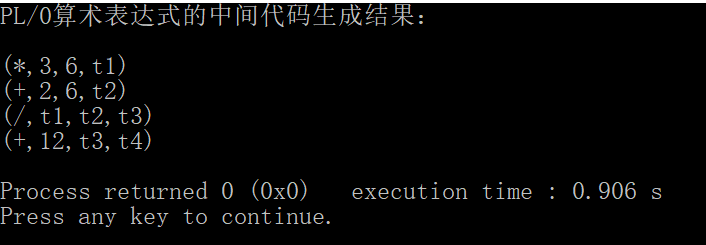 PL/0算术表达式的中间代码生成结果：
(*,3,6,t1)
(+,2,6,t2)
(/,t1,t2,t3)
(+,12,t3,t4)
Process returned 0 (0x0)   execution time : 0.906 s
Press any key to continue.